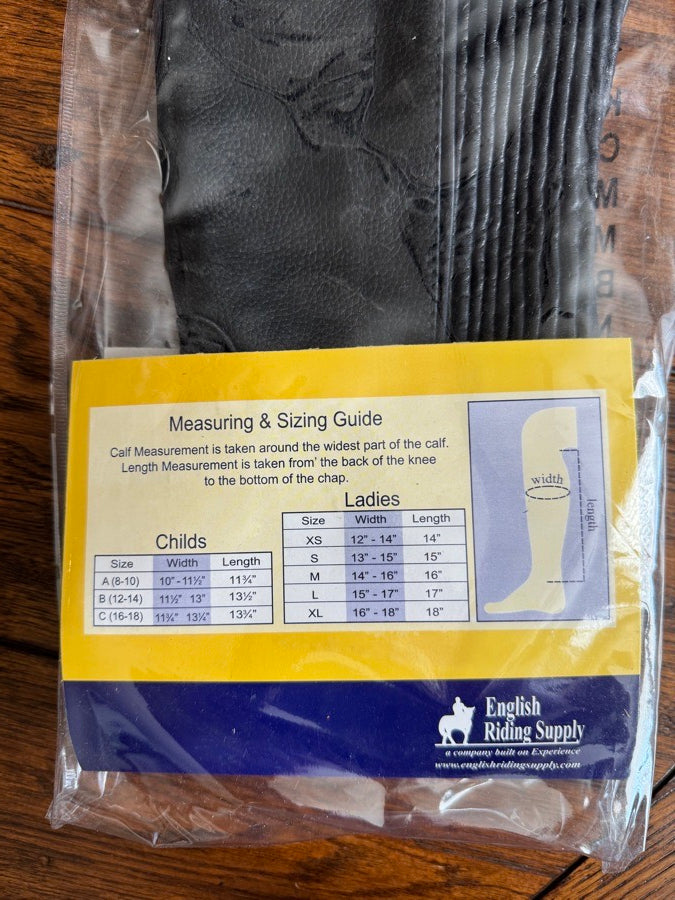 Measuring & Sizing Guide
Calf Measurement is taken around the widest part of the calf.
Length Measurement is taken from' the back of the knee
to the bottom of the chap.
Ladies
Size Width Length
XS 12" - 14" 14"
S 13" - 15" 15"
M 14" - 16" 16"
L 15" - 17" 17"
XL 16" - 18" 18"
Childs
Size Width Length
A (8-10) 10" - 11½" 11¾"
B (12-14) 11½" 13" 13½"
C (16-18) 11¾" 13¼" 13¾"
width
length
English
Riding Supply
a company built on Experience
www.englishridingsupply.com